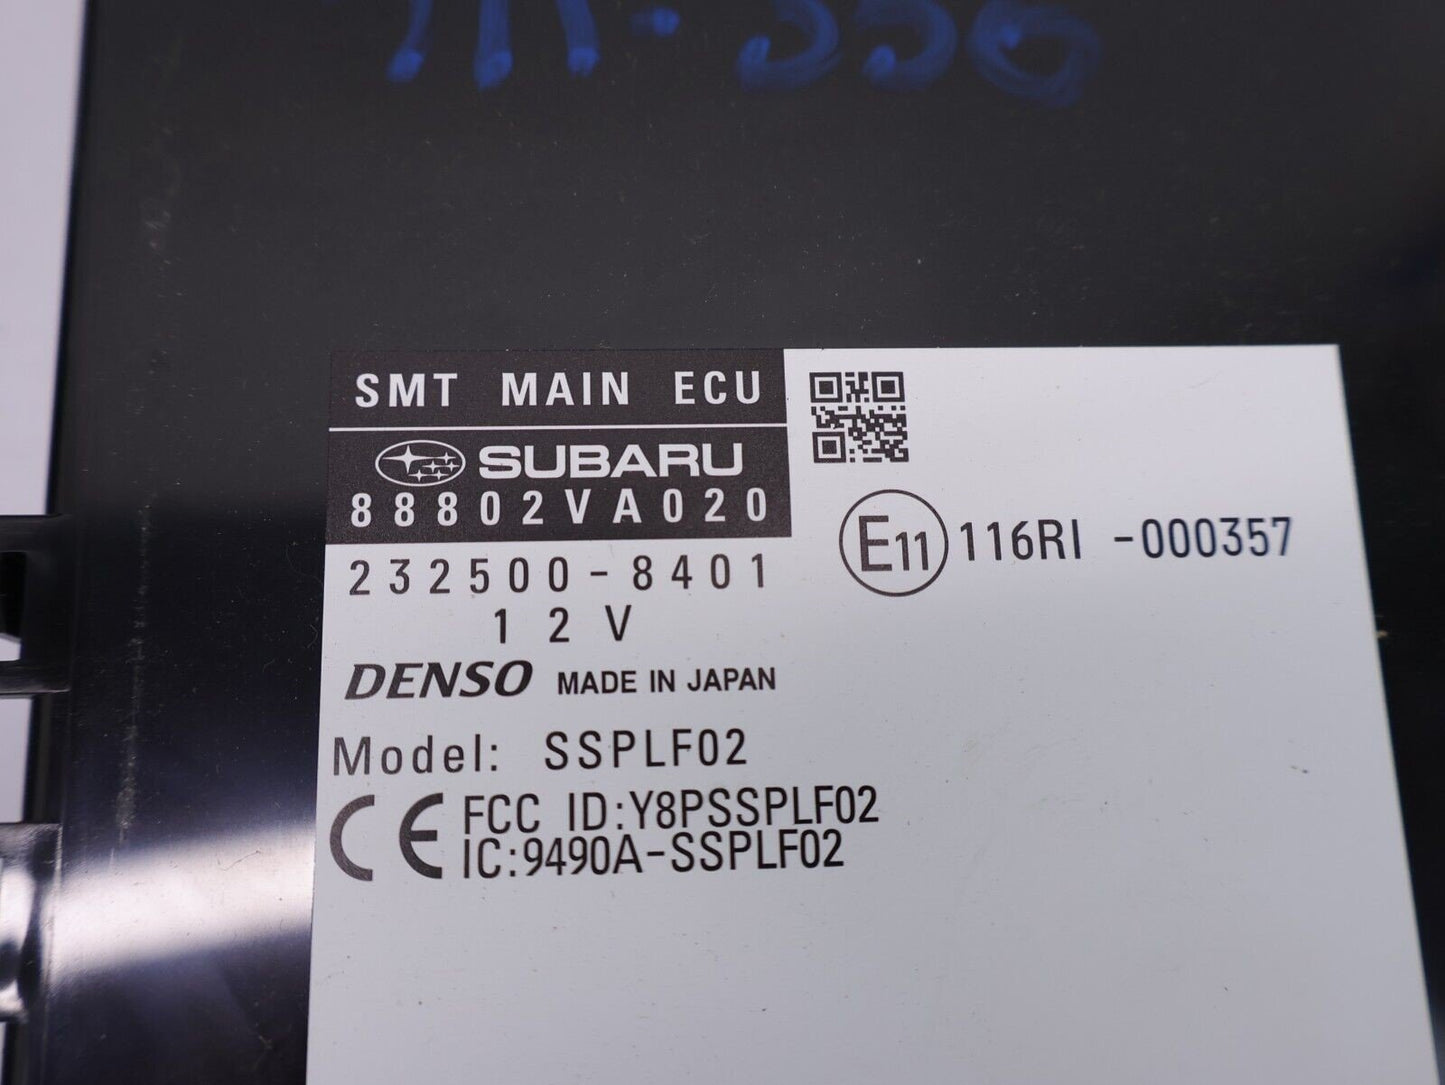 SMT MAIN ECU
SUBARU
88802VA020
232500-8401
12V
DENSO MADE IN JAPAN
Model: SSPLF02
CE FCC ID:Y8PSSPLF02
IC:9490A-SSPLF02
E11 116RI -000357